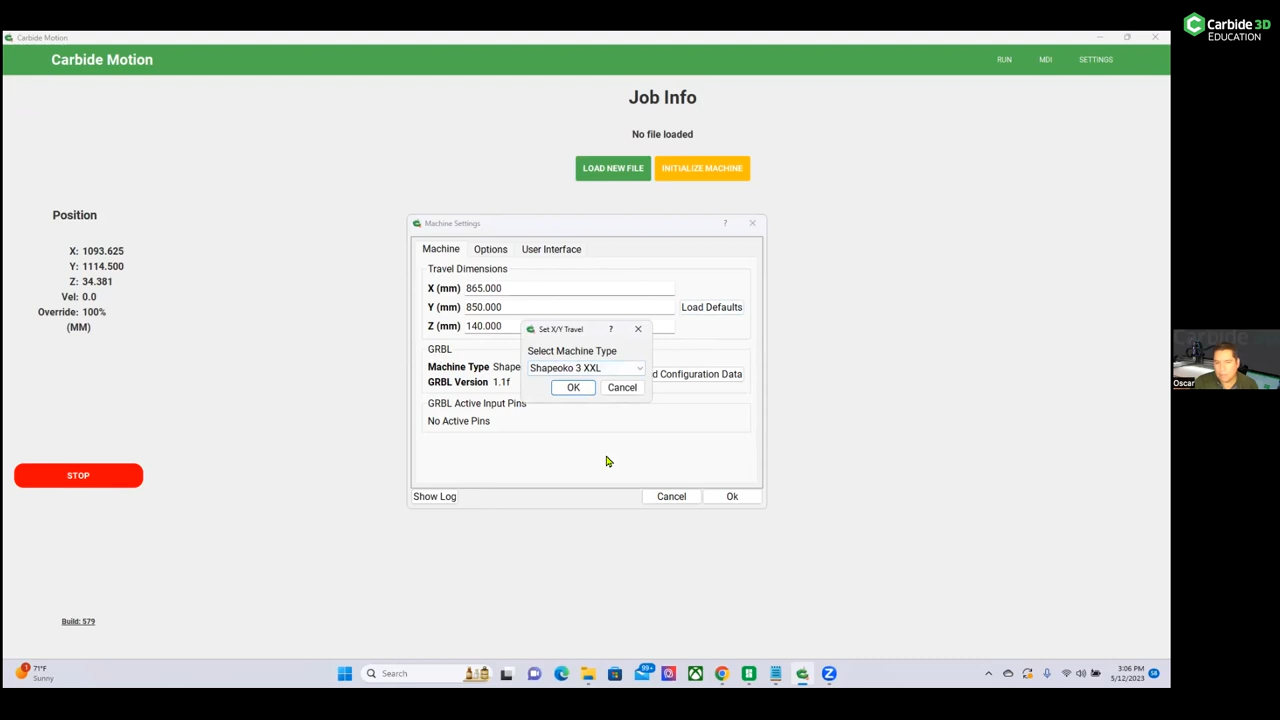 Carbide 3D
EDUCATION
Carbide Motion
Carbide Motion
RUN
MDI
SETTINGS
Job Info
No file loaded
LOAD NEW FILE
INITIALIZE MACHINE
Position
X: 1093.625
Y: 1114.500
Z: 34.381
Vel: 0.0
Override: 100%
(MM)
STOP
Build: 579
Machine Settings
?
Machine
Options
User Interface
Travel Dimensions
X (mm) 865.000
Y (mm) 850.000
Load Defaults
Z (mm) 140.000
Set X/Y Travel
?
Select Machine Type
Shapeoko 3 XXL
OK
Cancel
GRBL
Machine Type Shape
d Configuration Data
GRBL Version 1.1f
GRBL Active Input Pins
No Active Pins
Show Log
Cancel
Ok
Oscar
1
71°F
Sunny
Search
99+
3:06 PM
5/12/2023